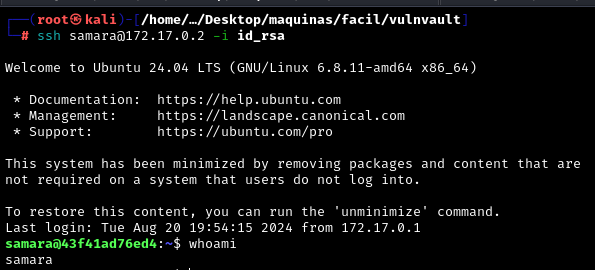 ┌──(root㉿kali)-[/home/…/Desktop/maquinas/facil/vulnvault]
└─# ssh samara@172.17.0.2 -i id_rsa
Welcome to Ubuntu 24.04 LTS (GNU/Linux 6.8.11-amd64 x86_64)
* Documentation: https://help.ubuntu.com
* Management: https://landscape.canonical.com
* Support: https://ubuntu.com/pro
This system has been minimized by removing packages and content that are
not required on a system that users do not log into.
To restore this content, you can run the 'unminimize' command.
Last login: Tue Aug 20 19:54:15 2024 from 172.17.0.1
samara@43f41ad76ed4:~$ whoami
samara